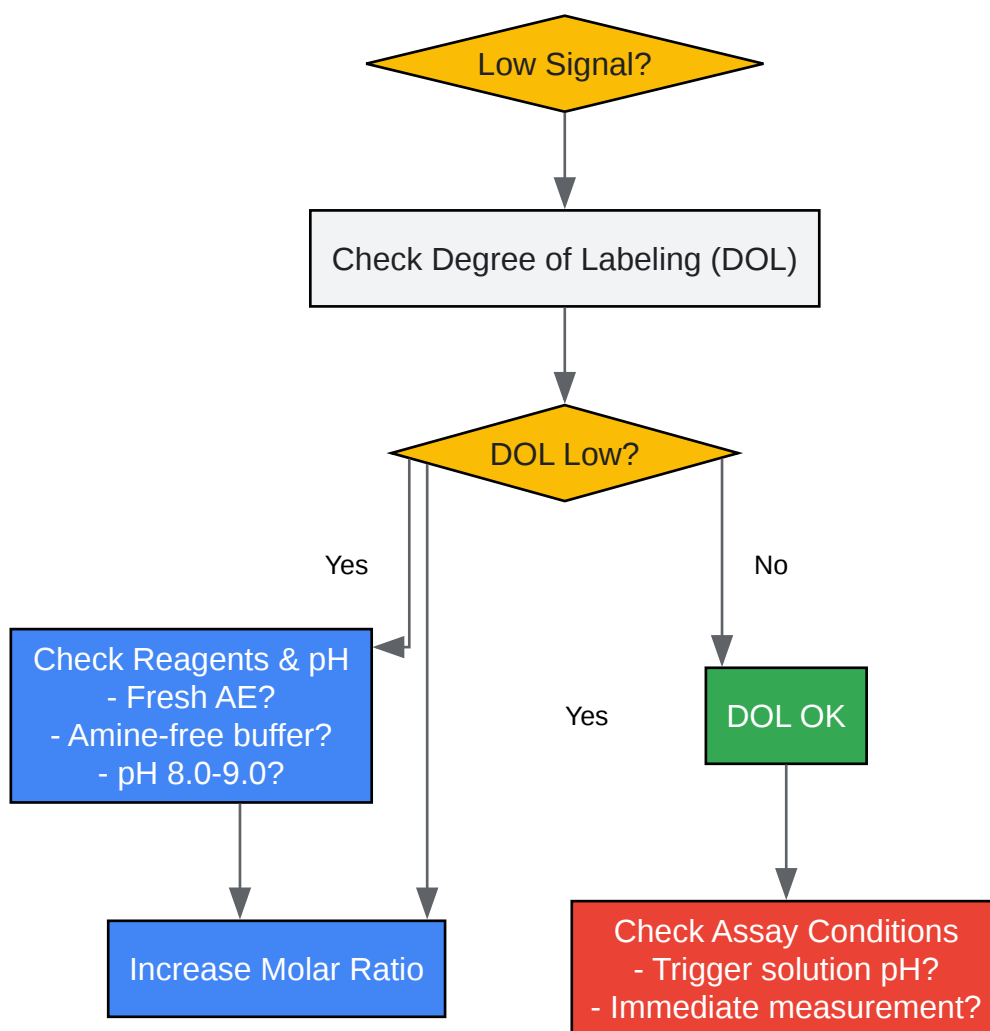 Low Signal?
Check Degree of Labeling (DOL)
DOL Low?
Yes
No
Check Reagents & pH
- Fresh AE?
- Amine-free buffer?
- pH 8.0-9.0?
Yes
DOL OK
Increase Molar Ratio
Check Assay Conditions
- Trigger solution pH?
- Immediate measurement?